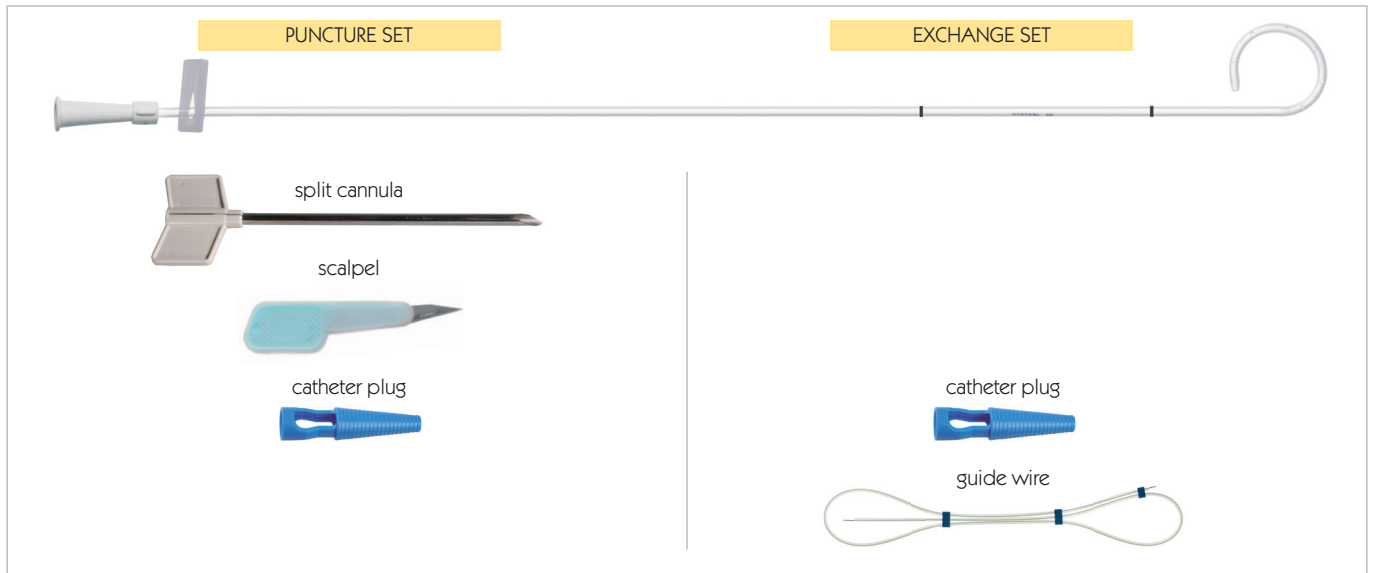 PUNCTURE SET
EXCHANGE SET
split cannula
scalpel
catheter plug
catheter plug
guide wire